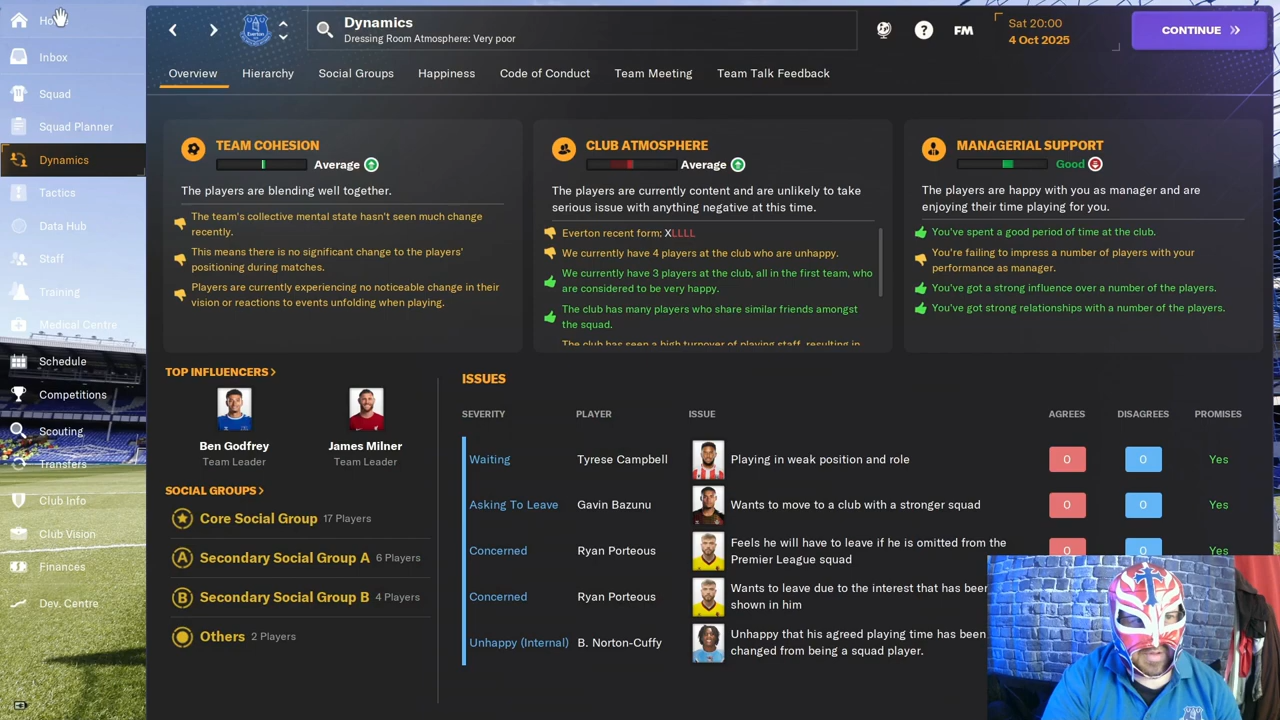 Dynamics
Dressing Room Atmosphere: Very poor
FM
Sat 20:00
4 Oct 2025
CONTINUE
Overview
Hierarchy
Social Groups
Happiness
Code of Conduct
Team Meeting
Team Talk Feedback
Inbox
Squad
Squad Planner
Dynamics
Tactics
Data Hub
Staff
Training
Medical Centre
Schedule
Competitions
Scouting
Transfers
Club Info
Club Vision
Finances
Dev. Centre
TEAM COHESION
Average
The players are blending well together.
The team's collective mental state hasn't seen much change
recently.
This means there is no significant change to the players'
positioning during matches.
Players are currently experiencing no noticeable change in their
vision or reactions to events unfolding when playing.
CLUB ATMOSPHERE
Average
The players are currently content and are unlikely to take
serious issue with anything negative at this time.
Everton recent form: XLLLL
We currently have 4 players at the club who are unhappy.
We currently have 3 players at the club, all in the first team, who
are considered to be very happy.
The club has many players who share similar friends amongst
the squad.
The club has seen a high turnover of playing staff, resulting in
MANAGERIAL SUPPORT
Good
The players are happy with you as manager and are
enjoying their time playing for you.
You've spent a good period of time at the club.
You're failing to impress a number of players with your
performance as manager.
You've got a strong influence over a number of the players.
You've got strong relationships with a number of the players.
TOP INFLUENCERS >
Ben Godfrey
Team Leader
James Milner
Team Leader
SOCIAL GROUPS >
Core Social Group 17 Players
A Secondary Social Group A 6 Players
B Secondary Social Group B 4 Players
Others 2 Players
ISSUES
SEVERITY PLAYER ISSUE AGREES DISAGREES PROMISES
Waiting Tyrese Campbell Playing in weak position and role 0 0 Yes
Asking To Leave Gavin Bazunu Wants to move to a club with a stronger squad 0 0 Yes
Concerned Ryan Porteous Feels he will have to leave if he is omitted from the
Premier League squad 0 0 Yes
Concerned Ryan Porteous Wants to leave due to the interest that has been
shown in him
Unhappy (Internal) B. Norton-Cuffy Unhappy that his agreed playing time has been
changed from being a squad player.